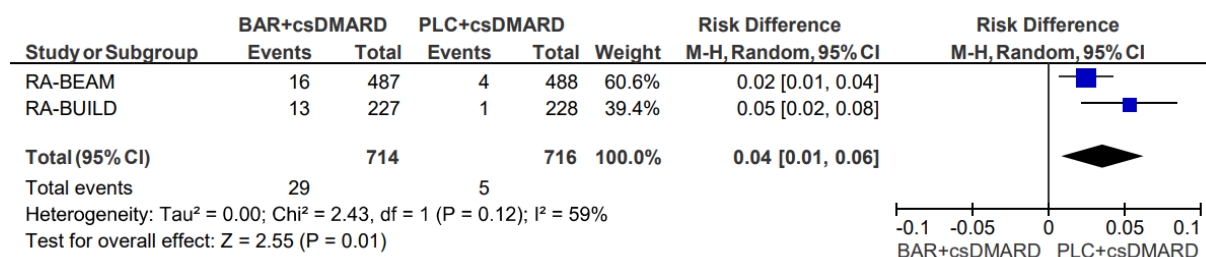 BAR+csDMARD PLC+csDMARD Risk Difference Risk Difference
Study or Subgroup Events Total Events Total Weight M-H, Random, 95% CI M-H, Random, 95% CI
RA-BEAM 16 487 4 488 60.6% 0.02 [0.01, 0.04]
RA-BUILD 13 227 1 228 39.4% 0.05 [0.02, 0.08]
Total (95% CI) 714 716 100.0% 0.04 [0.01, 0.06]
Total events 29 5
Heterogeneity: Tau² = 0.00; Chi² = 2.43, df = 1 (P = 0.12); I² = 59%
Test for overall effect: Z = 2.55 (P = 0.01)
-0.1 -0.05 0 0.05 0.1
BAR+csDMARD PLC+csDMARD